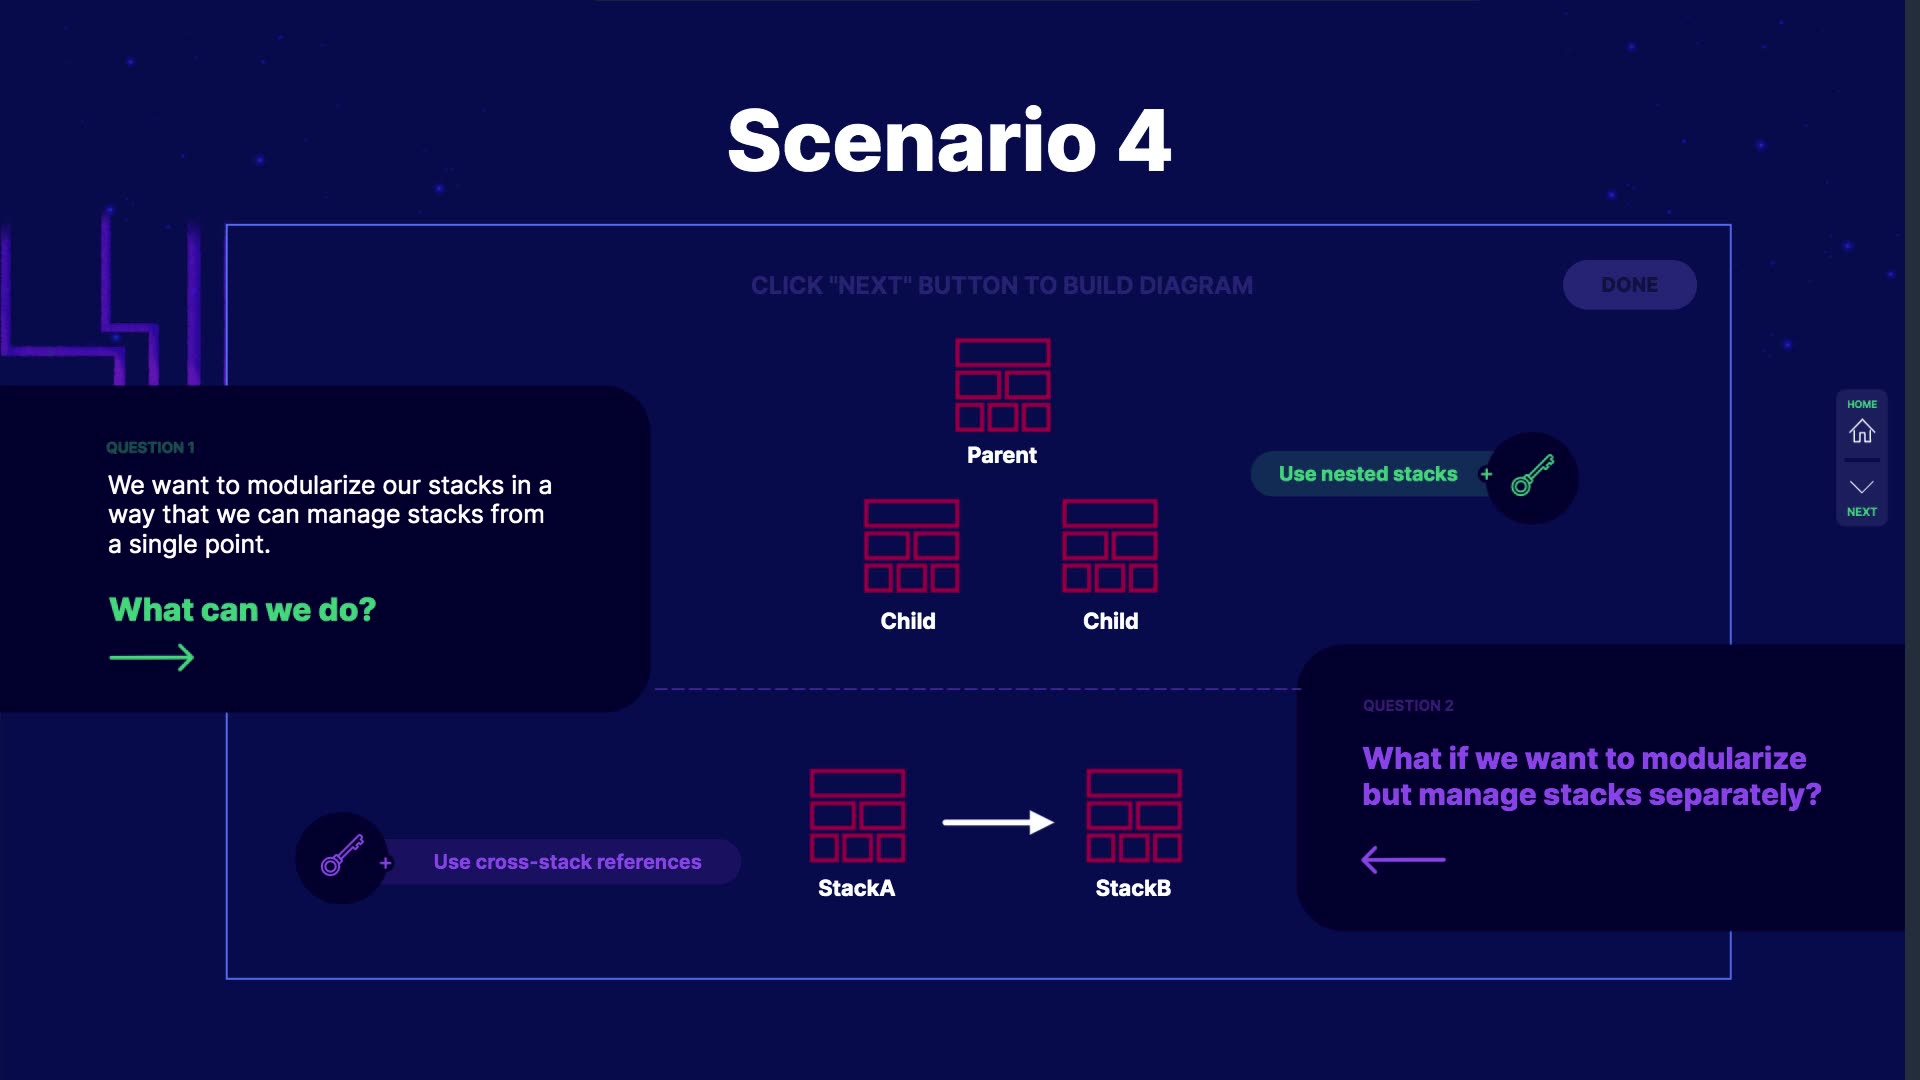 Scenario 4
CLICK "NEXT" BUTTON TO BUILD DIAGRAM
DONE
QUESTION 1
We want to modularize our stacks in a
way that we can manage stacks from
a single point.
What can we do?
Parent
Child
Child
Use nested stacks
+
HOME
NEXT
QUESTION 2
What if we want to modularize
but manage stacks separately?
+
Use cross-stack references
StackA
StackB